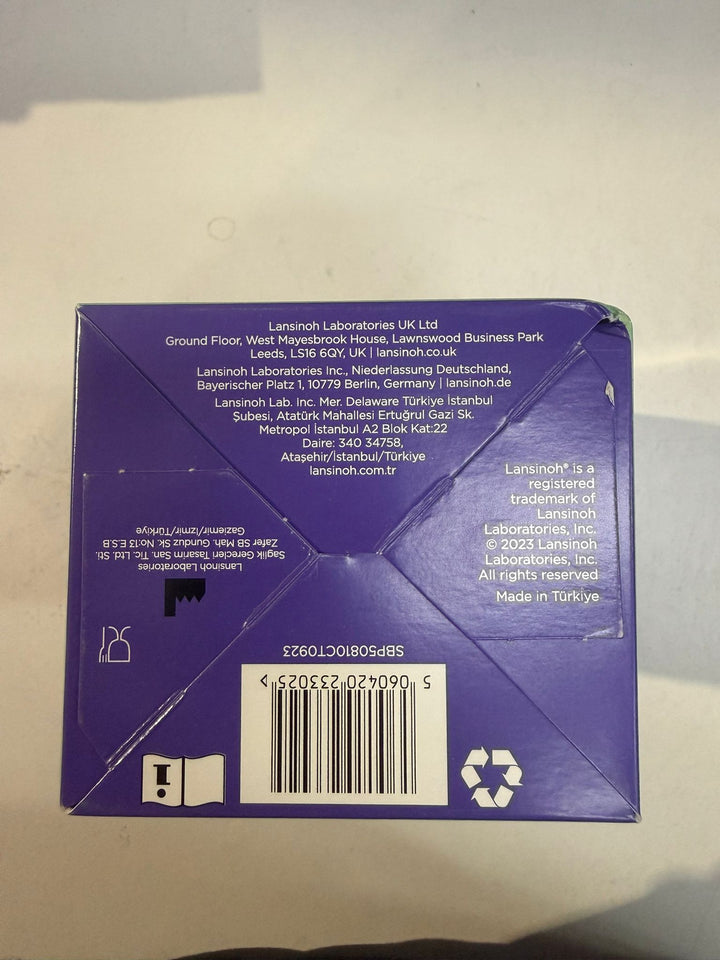 Lansinoh Laboratories UK Ltd
Ground Floor, West Mayesbrook House, Lawnswood Business Park
Leeds, LS16 6QY, UK | lansinoh.co.uk
Lansinoh Laboratories Inc., Niederlassung Deutschland,
Bayerischer Platz 1, 10779 Berlin, Germany | lansinoh.de
Lansinoh Lab. Inc. Mer. Delaware Türkiye İstanbul
Şubesi, Atatürk Mahallesi Ertuğrul Gazi Sk.
Metropol İstanbul A2 Blok Kat:22
Daire: 340 34758,
Ataşehir/İstanbul/Türkiye
lansinoh.com.tr
Lansinoh® is a
registered
trademark of
Lansinoh
Laboratories, Inc.
© 2023 Lansinoh
Laboratories, Inc.
All rights reserved
Made in Türkiye
Lansinoh Laboratories
Saglik Gerecleri Tasarim San. Tic. Ltd. Sti.
Zafer SB Mah. Gunduz Sk. No:13 E.S.B
Gaziemir/Izmir/Türkiye
SBP50810CT0923
5 060420 233025 >
i